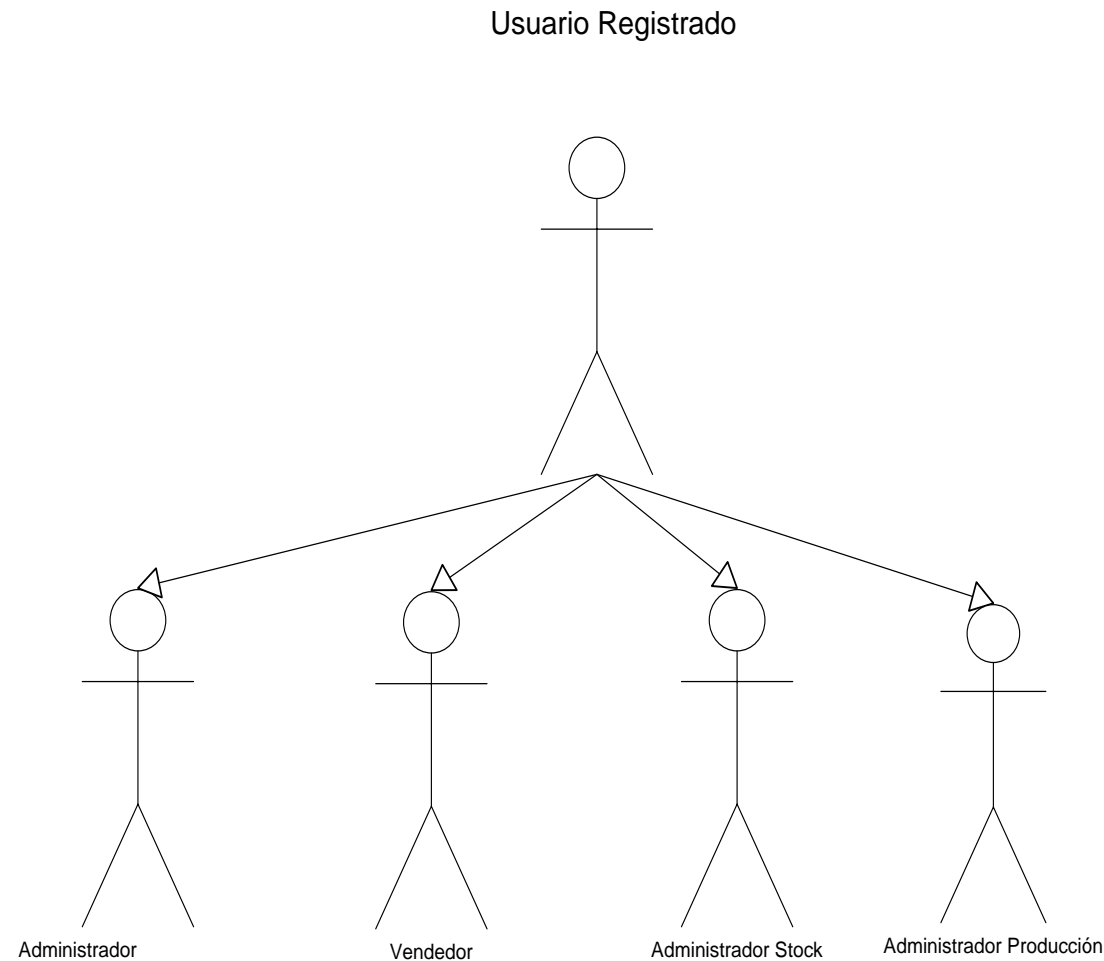 Usuario Registrado
Administrador
Vendedor
Administrador Stock
Administrador Producción